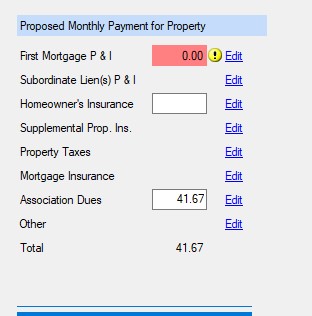 Proposed Monthly Payment for Property
First Mortgage P & I 0.00 ! Edit
Subordinate Lien(s) P & I Edit
Homeowner's Insurance Edit
Supplemental Prop. Ins. Edit
Property Taxes Edit
Mortgage Insurance Edit
Association Dues 41.67 Edit
Other Edit
Total 41.67